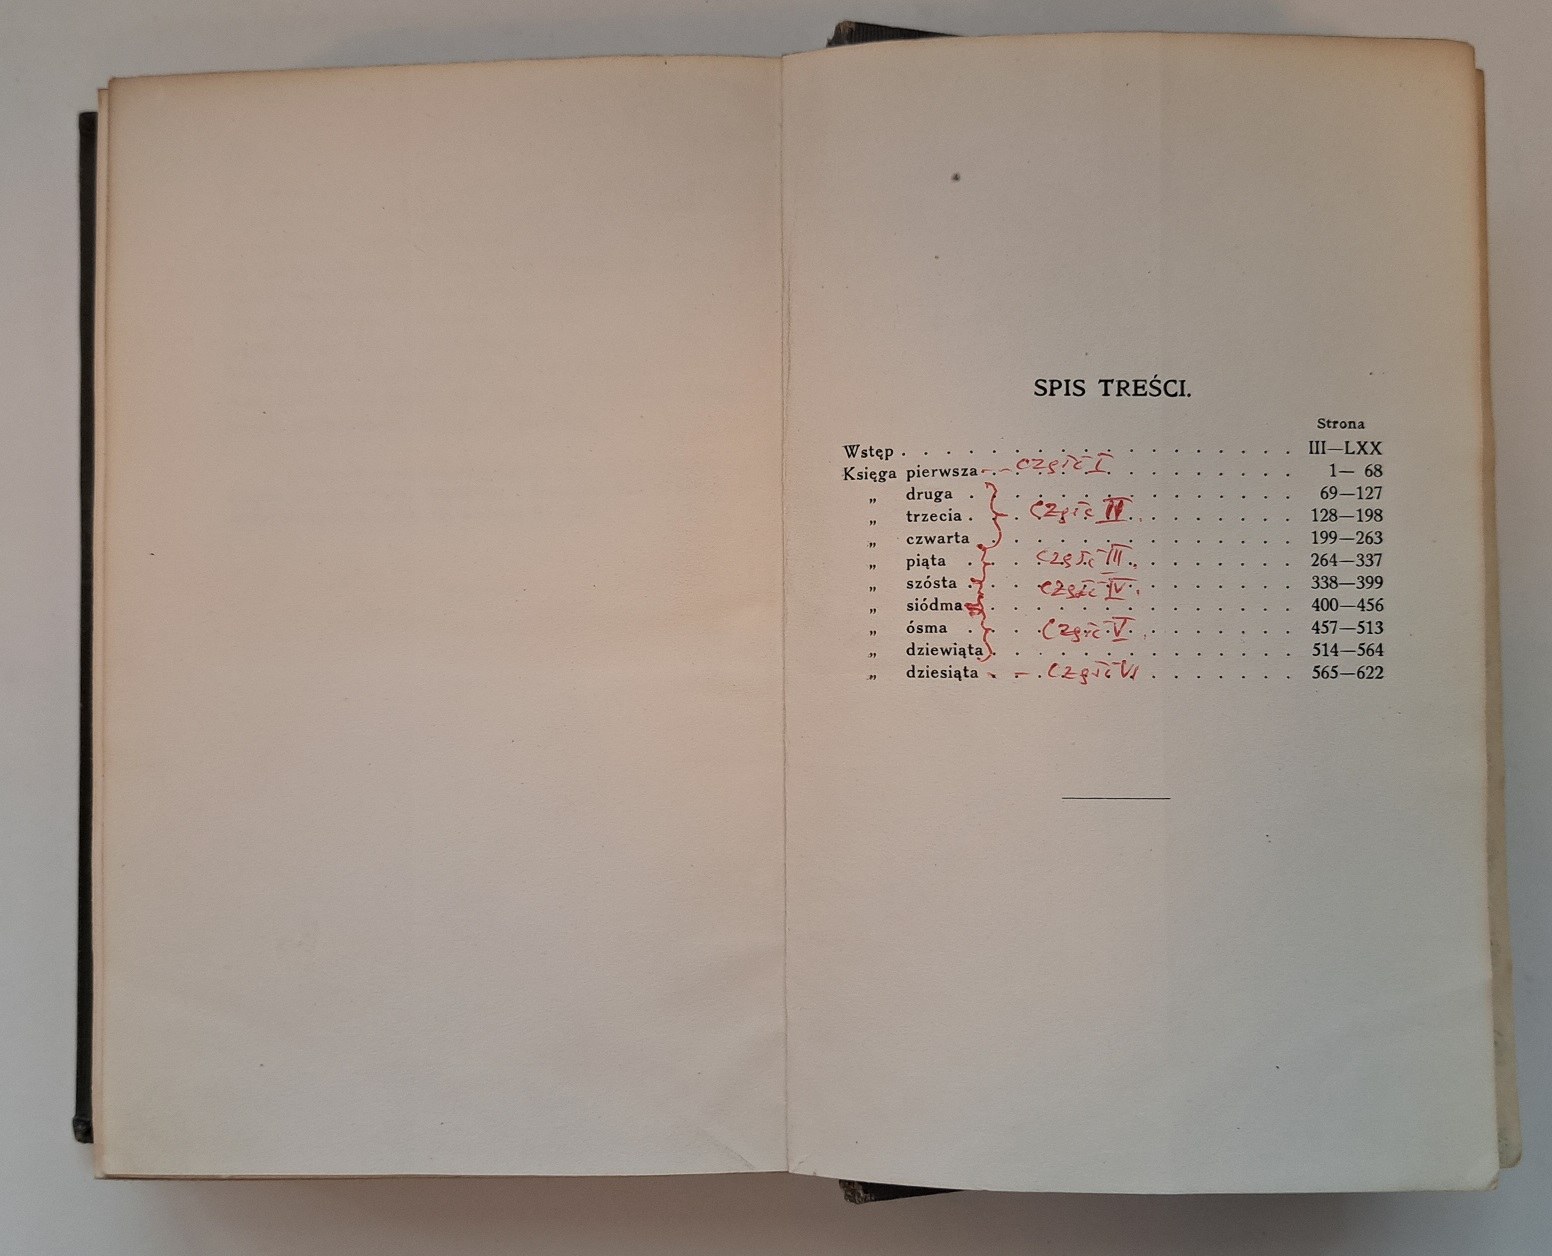 SPIS TREŚCI.
Strona
Wstęp . . . . . . . . . . . . . . . . . . III—LXX
Księga pierwsza - - część I . . . . . . . . . 1— 68
„ druga . . . . . . . . . . . . . . . 69—127
„ trzecia . . część II . . . . . . . . 128—198
„ czwarta . . . . . . . . . . . . . . 199—263
„ piąta . . . część III . . . . . . . . 264—337
„ szósta . . . część IV . . . . . . . . 338—399
„ siódma . . . . . . . . . . . . . . 400—456
„ ósma . . . część V . . . . . . . . 457—513
„ dziewiąta . . . . . . . . . . . . . 514—564
„ dziesiąta . - . część VI . . . . . . . 565—622